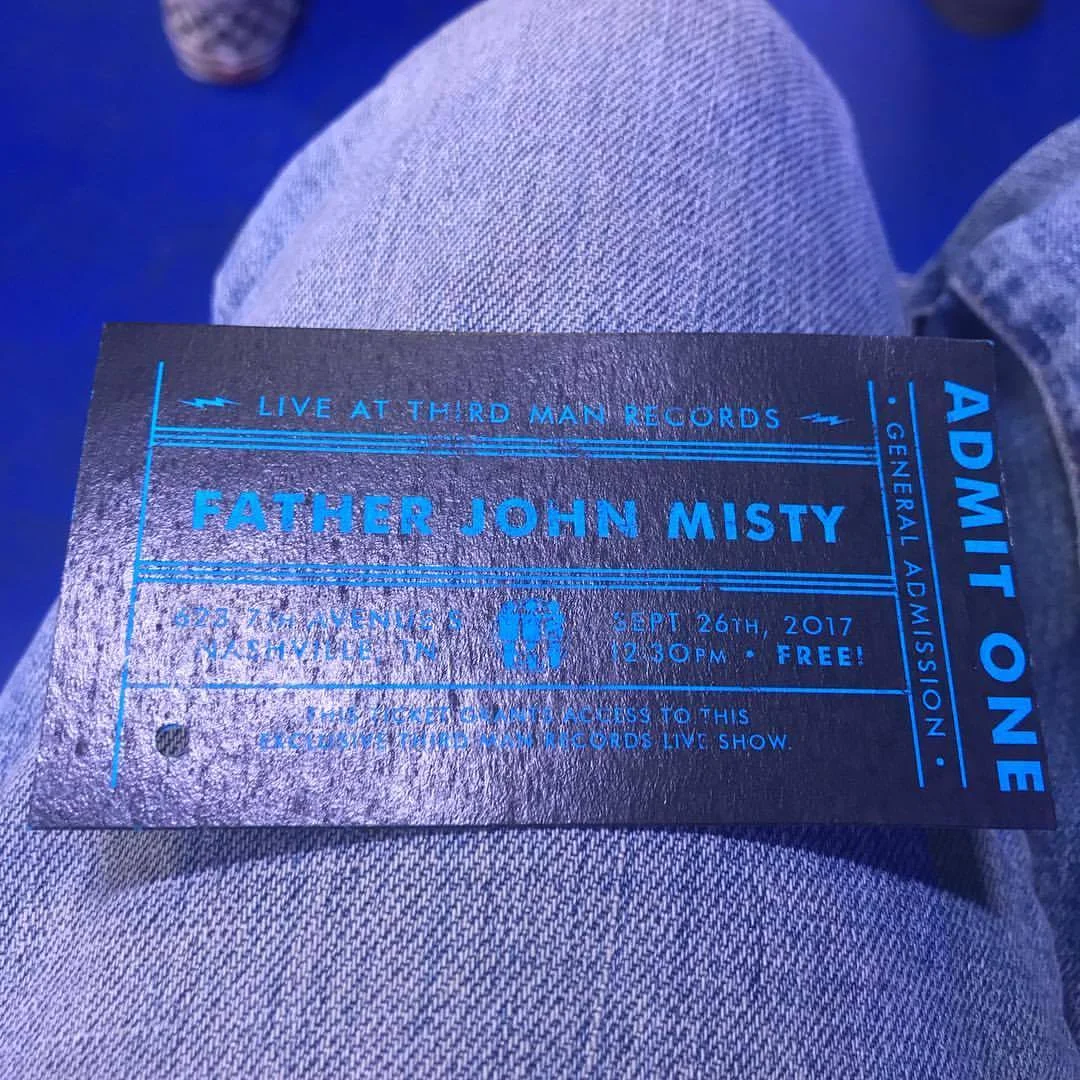 LIVE AT THIRD MAN RECORDS
FATHER JOHN MISTY
623 7TH AVENUE S
NASHVILLE, TN
SEPT 26TH, 2017
12:30PM • FREE!
THIS TICKET GRANTS ACCESS TO THIS
EXCLUSIVE THIRD MAN RECORDS LIVE SHOW.
• GENERAL ADMISSION •
ADMIT ONE